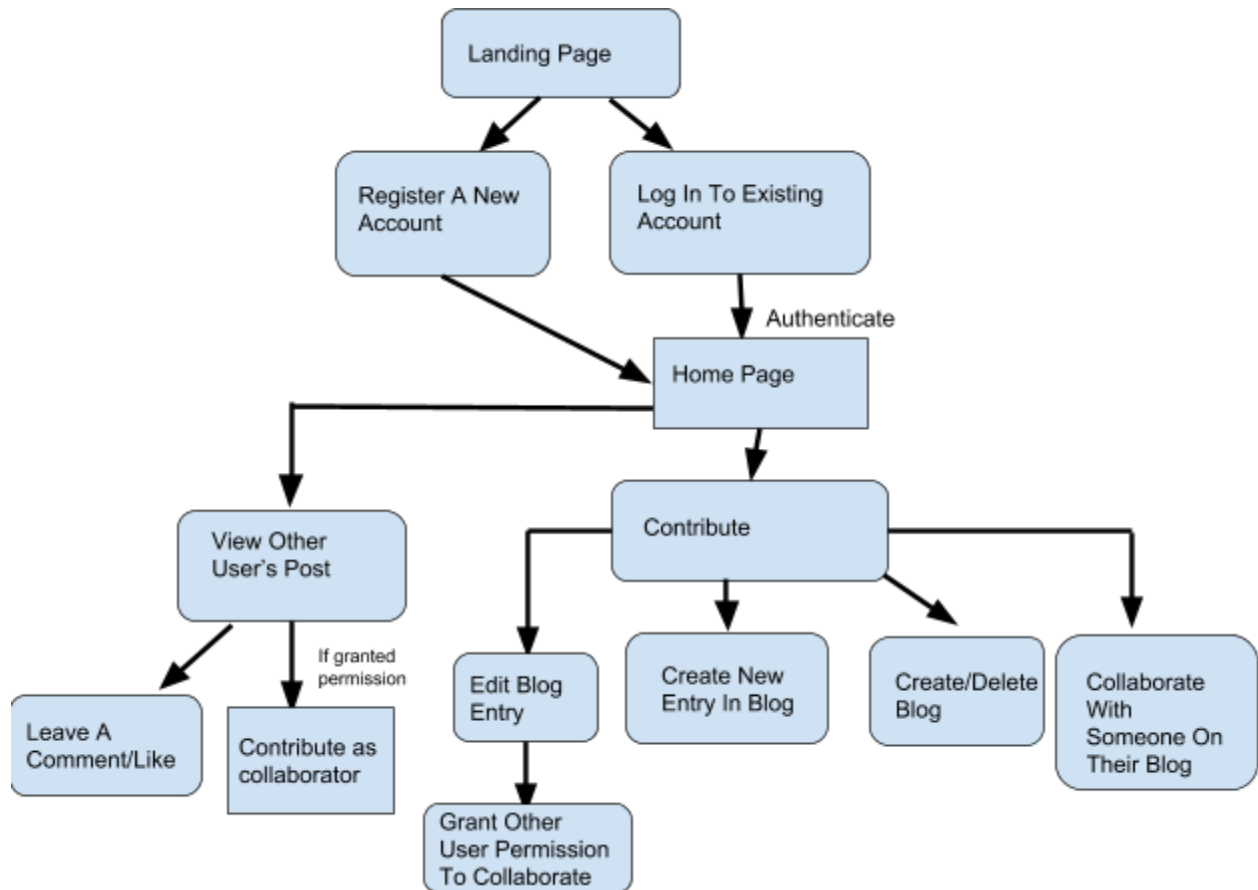 Landing Page
Register A New
Account
Log In To Existing
Account
Authenticate
Home Page
View Other
User's Post
Contribute
If granted
permission
Leave A
Comment/Like
Contribute as
collaborator
Edit Blog
Entry
Create New
Entry In Blog
Create/Delete
Blog
Collaborate
With
Someone On
Their Blog
Grant Other
User Permission
To Collaborate